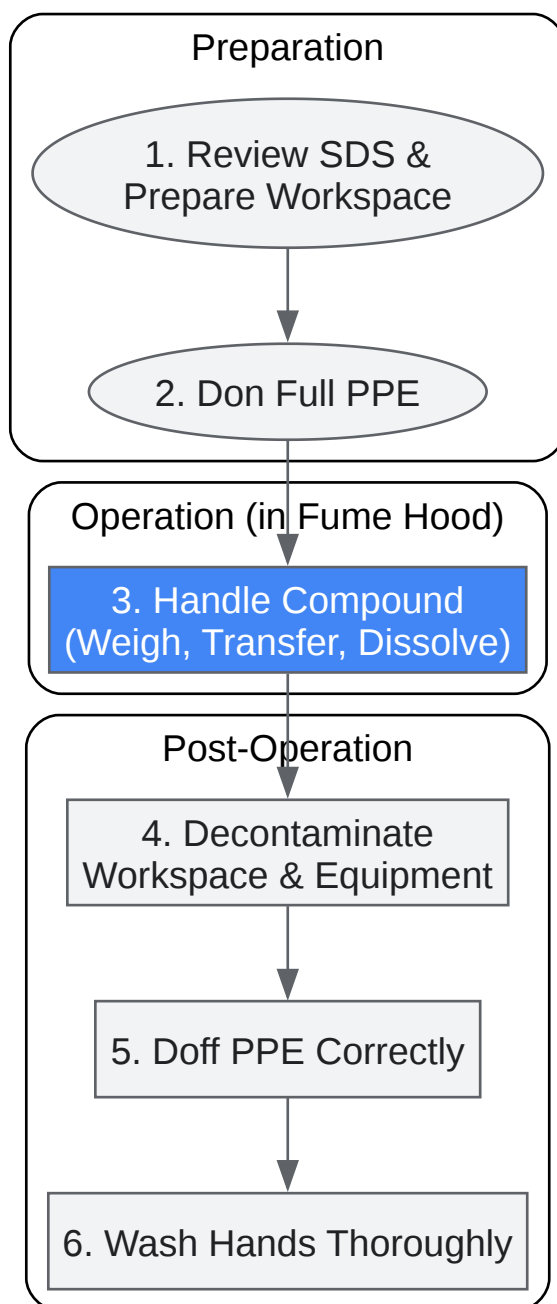 Preparation
1. Review SDS &
Prepare Workspace
2. Don Full PPE
Operation (in Fume Hood)
3. Handle Compound
(Weigh, Transfer, Dissolve)
Post-Operation
4. Decontaminate
Workspace & Equipment
5. Doff PPE Correctly
6. Wash Hands Thoroughly